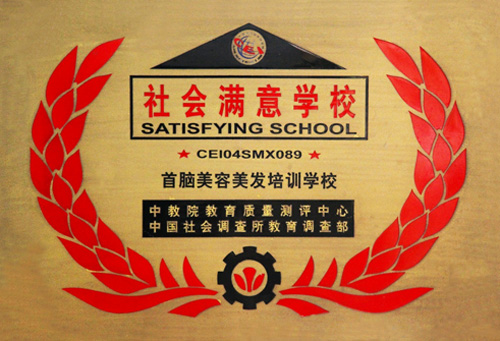 社会满意学校
SATISFYING SCHOOL
★ CEI04SMX089 ★
首脑美容美发培训学校
中教院教育质量测评中心
中国社会调查所教育调查部